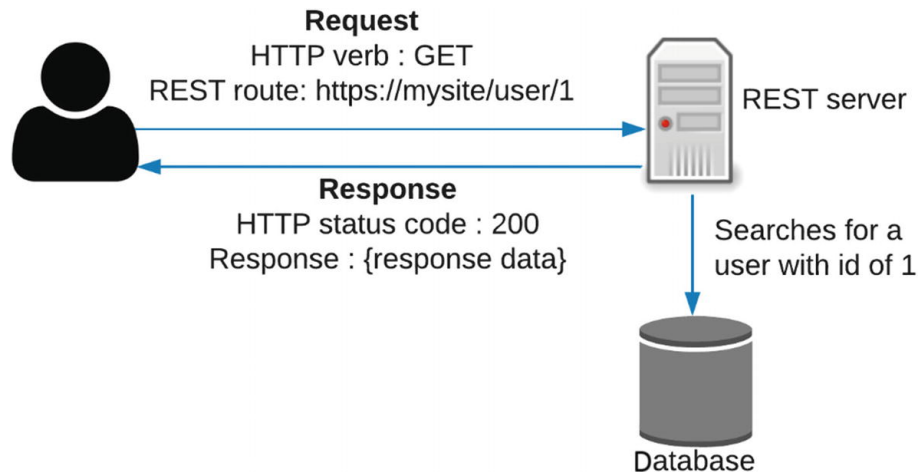 Request
HTTP verb : GET
REST route: https://mysite/user/1
REST server
Response
HTTP status code : 200
Response : {response data}
Searches for a
user with id of 1
Database